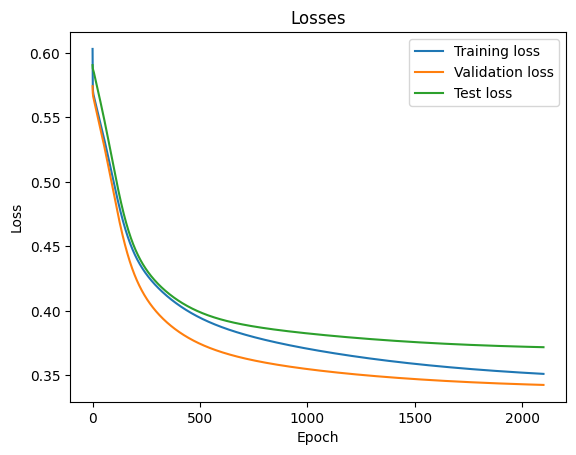 Losses
Training loss
Validation loss
Test loss
0.60
0.55
0.50
0.45
0.40
0.35
Loss
0
500
1000
1500
2000
Epoch